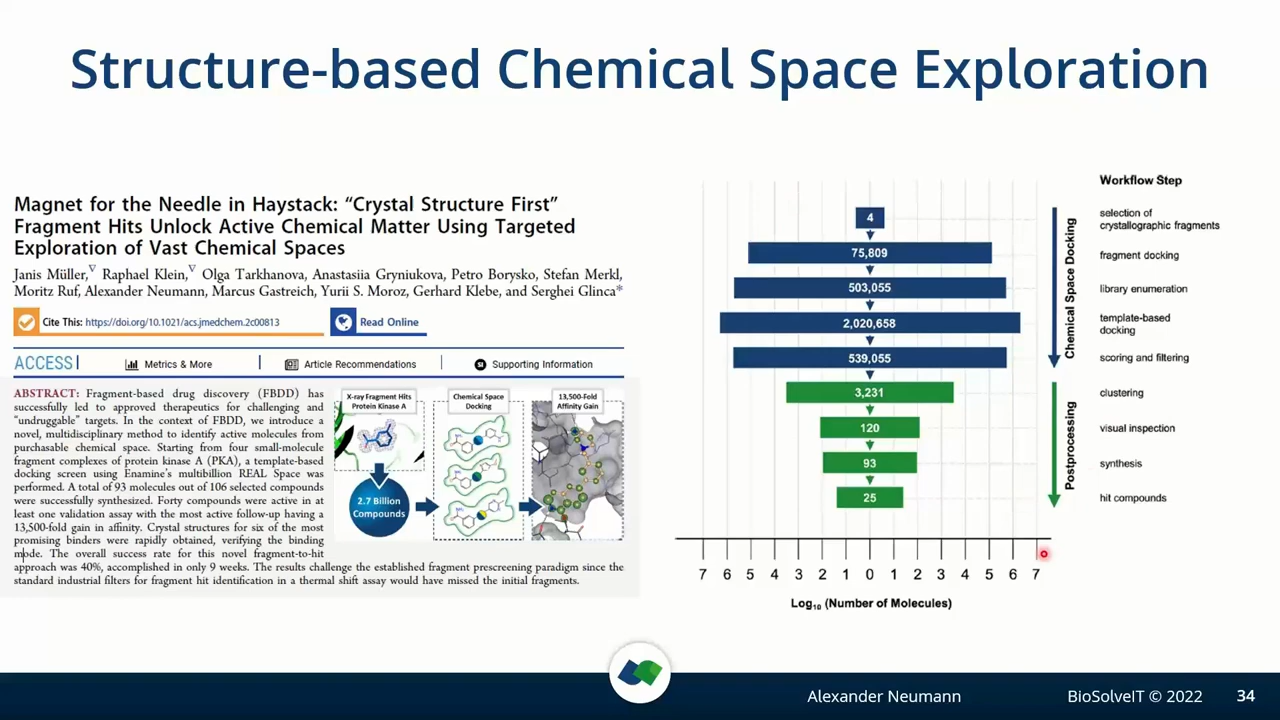 Structure-based Chemical Space Exploration
Magnet for the Needle in Haystack: “Crystal Structure First”
Fragment Hits Unlock Active Chemical Matter Using Targeted
Exploration of Vast Chemical Spaces
Janis Müller,▽ Raphael Klein,▽ Olga Tarkhanova, Anastasiia Gryniukova, Petro Borysko, Stefan Merkl,
Moritz Ruf, Alexander Neumann, Marcus Gastreich, Yurii S. Moroz, Gerhard Klebe, and Serghei Glinca*
Cite This: https://doi.org/10.1021/acs.jmedchem.2c00813
Read Online
ACCESS
Metrics & More
Article Recommendations
SI Supporting Information
ABSTRACT: Fragment-based drug discovery (FBDD) has
successfully led to approved therapeutics for challenging and
“undruggable” targets. In the context of FBDD, we introduce a
novel, multidisciplinary method to identify active molecules from
purchasable chemical space. Starting from four small-molecule
fragment complexes of protein kinase A (PKA), a template-based
docking screen using Enamine's multibillion REAL Space was
performed. A total of 93 molecules out of 106 selected compounds
were successfully synthesized. Forty compounds were active in at
least one validation assay with the most active follow-up having a
13,500-fold gain in affinity. Crystal structures for six of the most
promising binders were rapidly obtained, verifying the binding
mode. The overall success rate for this novel fragment-to-hit
approach was 40%, accomplished in only 9 weeks. The results challenge the established fragment prescreening paradigm since the
standard industrial filters for fragment hit identification in a thermal shift assay would have missed the initial fragments.
X-ray Fragment Hits
Protein Kinase A
2.7 Billion
Compounds
Chemical Space
Docking
13,500-Fold
Affinity Gain
Workflow Step
4
selection of
crystallographic fragments
75,809
fragment docking
503,055
library enumeration
2,020,658
template-based
docking
539,055
scoring and filtering
3,231
clustering
120
visual inspection
93
synthesis
25
hit compounds
Chemical Space Docking
Postprocessing
7 6 5 4 3 2 1 0 1 2 3 4 5 6 7
Log10 (Number of Molecules)
Alexander Neumann
BioSolveIT © 2022
34